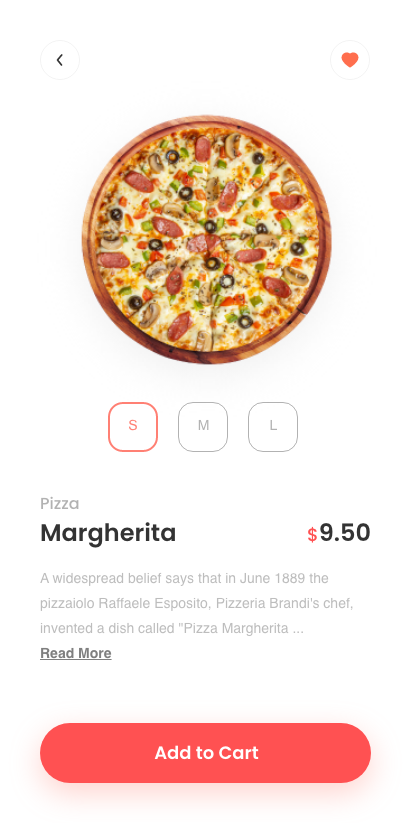 S
M
L
Pizza
Margherita
$9.50
A widespread belief says that in June 1889 the
pizzaiolo Raffaele Esposito, Pizzeria Brandi's chef,
invented a dish called "Pizza Margherita ...
Read More
Add to Cart